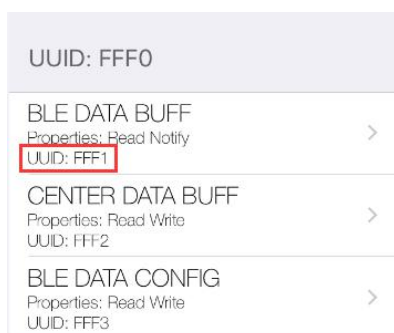 UUID: FFF0
BLE DATA BUFF
Properties: Read Notify
UUID: FFF1
CENTER DATA BUFF
Properties: Read Write
UUID: FFF2
BLE DATA CONFIG
Properties: Read Write
UUID: FFF3